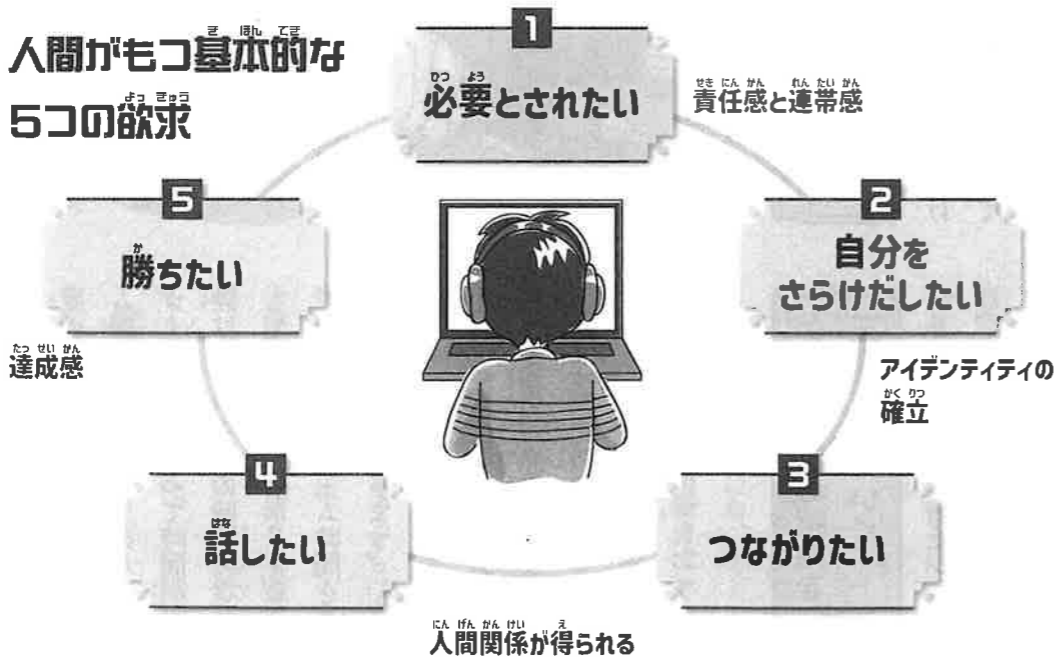 人間がもつ基本的な
5つの欲求
1
必要とされたい
責任感と連帯感
2
自分を
さらけだしたい
アイデンティティの
確立
3
つながりたい
人間関係が得られる
4
話したい
5
勝ちたい
達成感